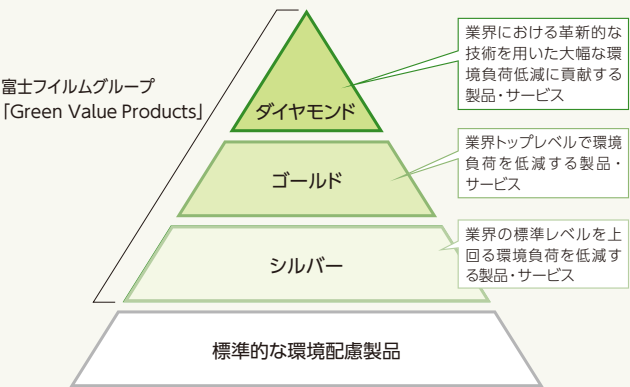 富士フイルムグループ
「Green Value Products」
ダイヤモンド
業界における革新的な
技術を用いた大幅な環
境負荷低減に貢献する
製品・サービス
ゴールド
業界トップレベルで環境
負荷を低減する製品・
サービス
シルバー
業界の標準レベルを上
回る環境負荷を低減す
る製品・サービス
標準的な環境配慮製品